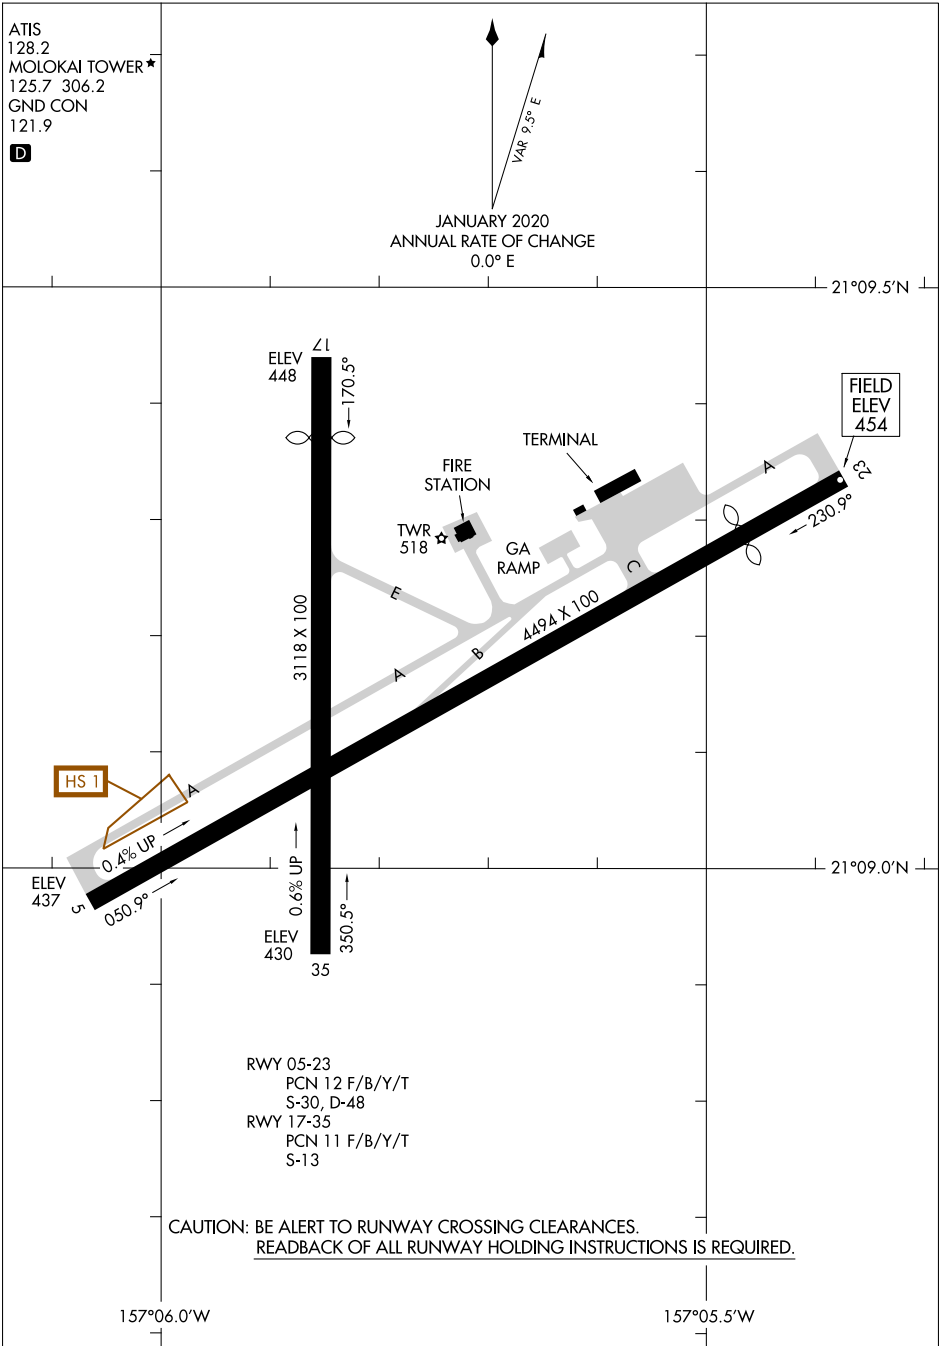 ATIS
128.2
MOLOKAI TOWER
125.7 306.2
GND CON
121.9
D
VAR 9.5° E
JANUARY 2020
ANNUAL RATE OF CHANGE
0.0° E
21°09.5'N
17
ELEV
448
170.5°
FIELD
ELEV
454
TERMINAL
A
23
FIRE
STATION
230.9°
TWR
518
GA
RAMP
C
E
4494 X 100
3118 X 100
B
A
HS 1
A
0.4% UP
21°09.0'N
ELEV
437
5
050.9°
0.6% UP
350.5°
ELEV
430
35
RWY 05-23
PCN 12 F/B/Y/T
S-30, D-48
RWY 17-35
PCN 11 F/B/Y/T
S-13
CAUTION: BE ALERT TO RUNWAY CROSSING CLEARANCES.
READBACK OF ALL RUNWAY HOLDING INSTRUCTIONS IS REQUIRED.
157°06.0'W
157°05.5'W